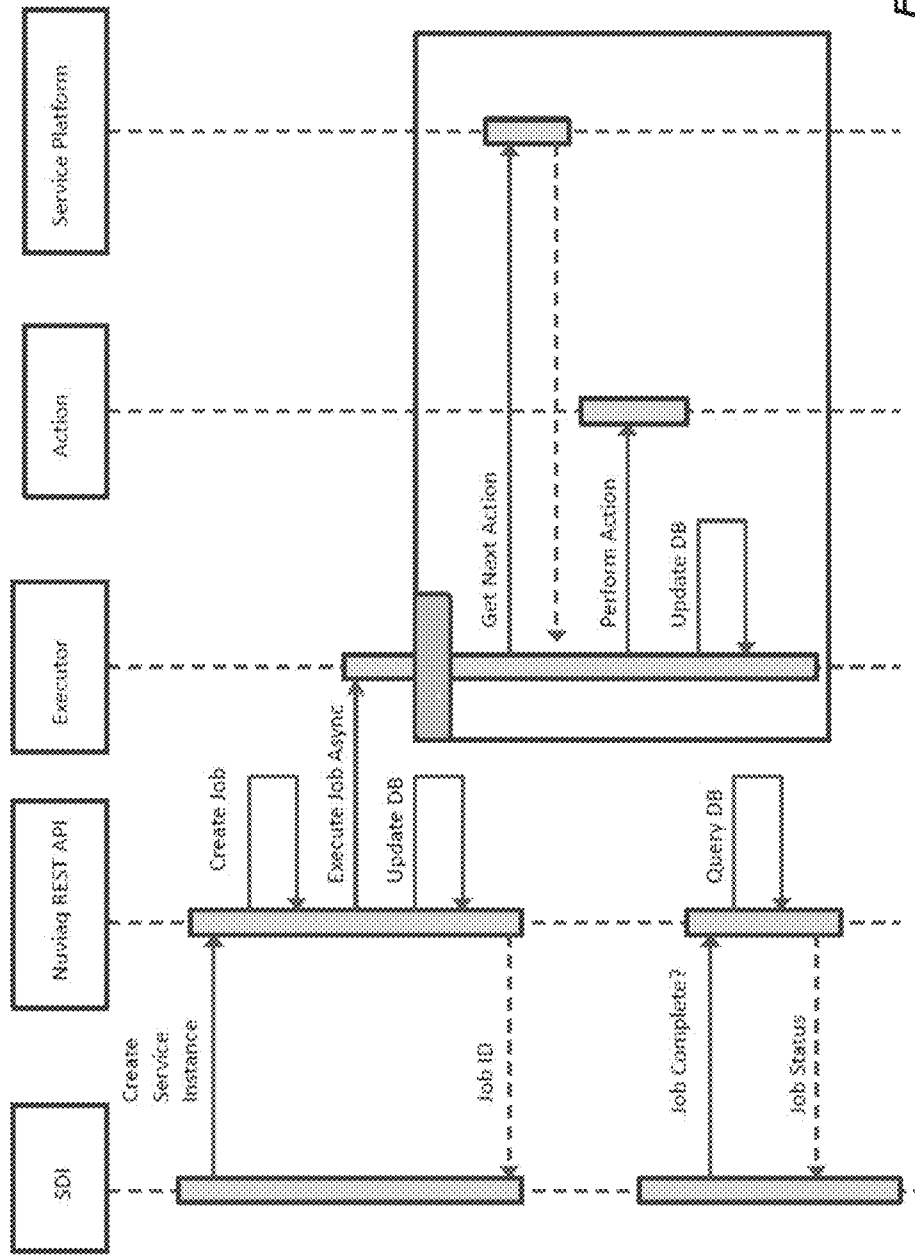 SDI
Nuviaq REST API
Executor
Action
Service Platform
Create
Service
Instance
Create Job
Execute Job Async
Update DB
Job ID
Get Next Action
Perform Action
Update DB
Job Complete?
Query DB
Job Status